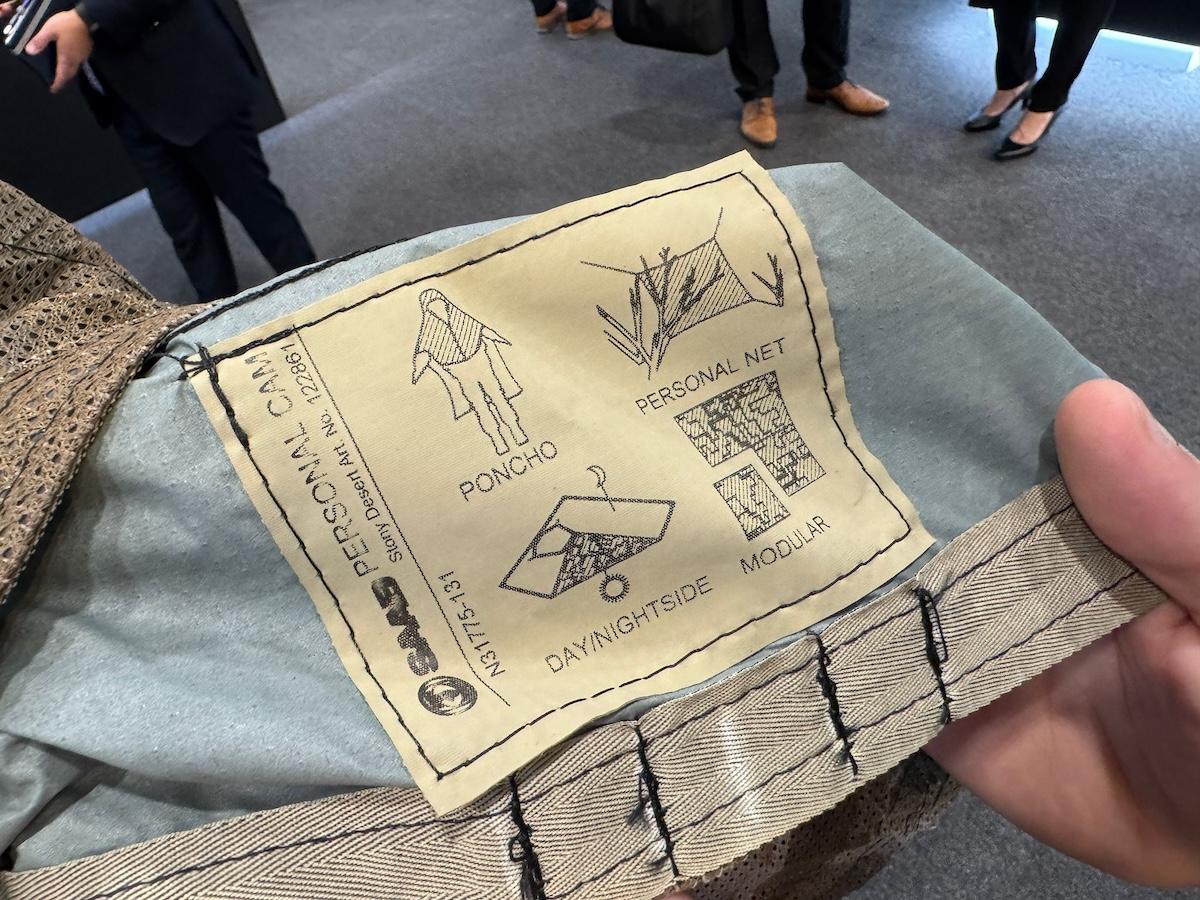 SAAB PERSONAL CAM
Stony Desert Art. No. 122861
N31775-131
PONCHO
PERSONAL NET
DAY/NIGHTSIDE
MODULAR